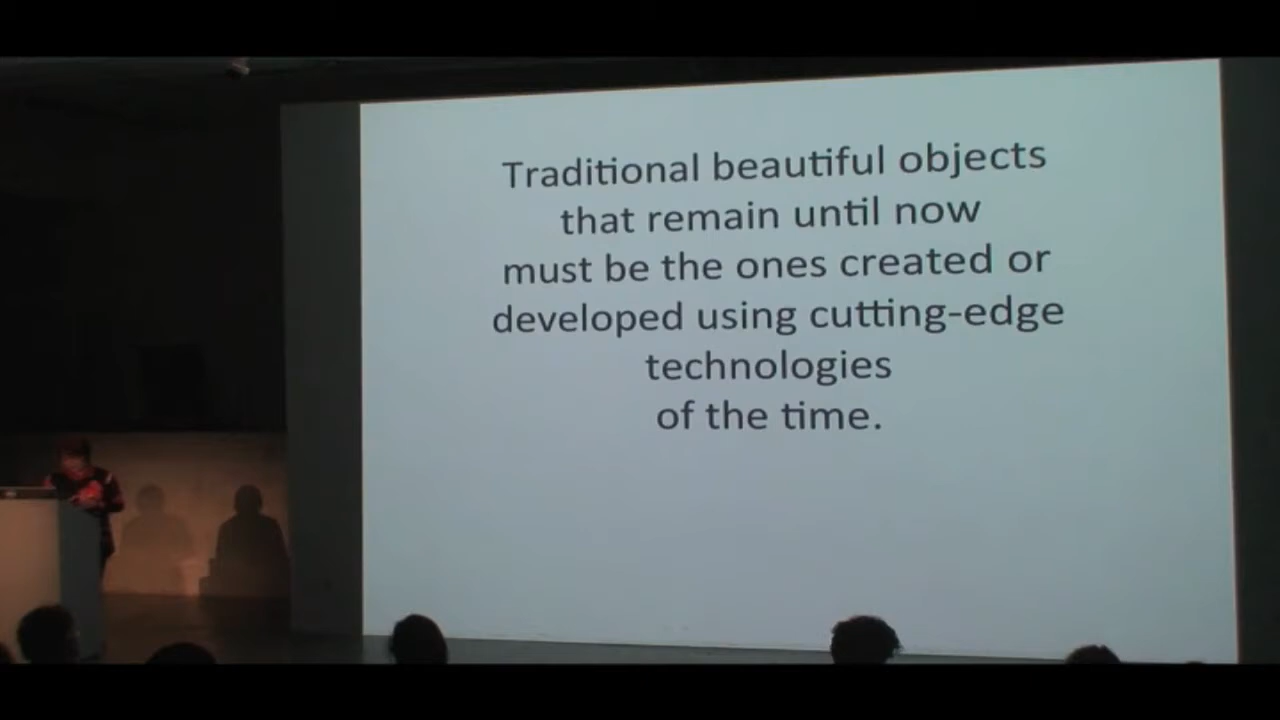 Traditional beautiful objects
that remain until now
must be the ones created or
developed using cutting-edge
technologies
of the time.